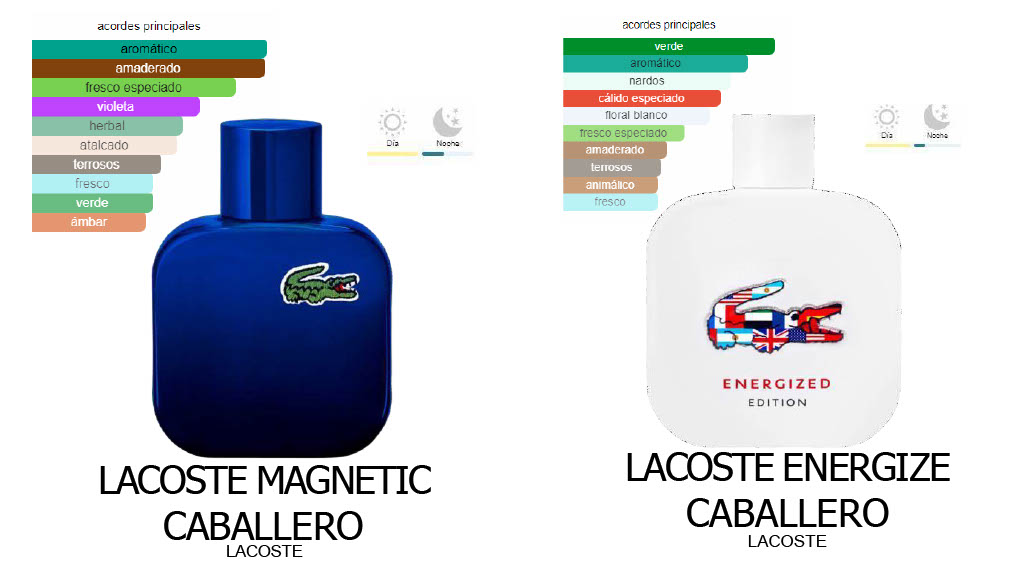 acordes principales
aromático
amaderado
fresco especiado
violeta
herbal
atalcado
terrosos
fresco
verde
ámbar
Día
Noche
LACOSTE MAGNETIC
CABALLERO
LACOSTE
acordes principales
verde
aromático
nardos
cálido especiado
floral blanco
fresco especiado
amaderado
terrosos
animálico
fresco
Día
Noche
ENERGIZED
EDITION
LACOSTE ENERGIZE
CABALLERO
LACOSTE